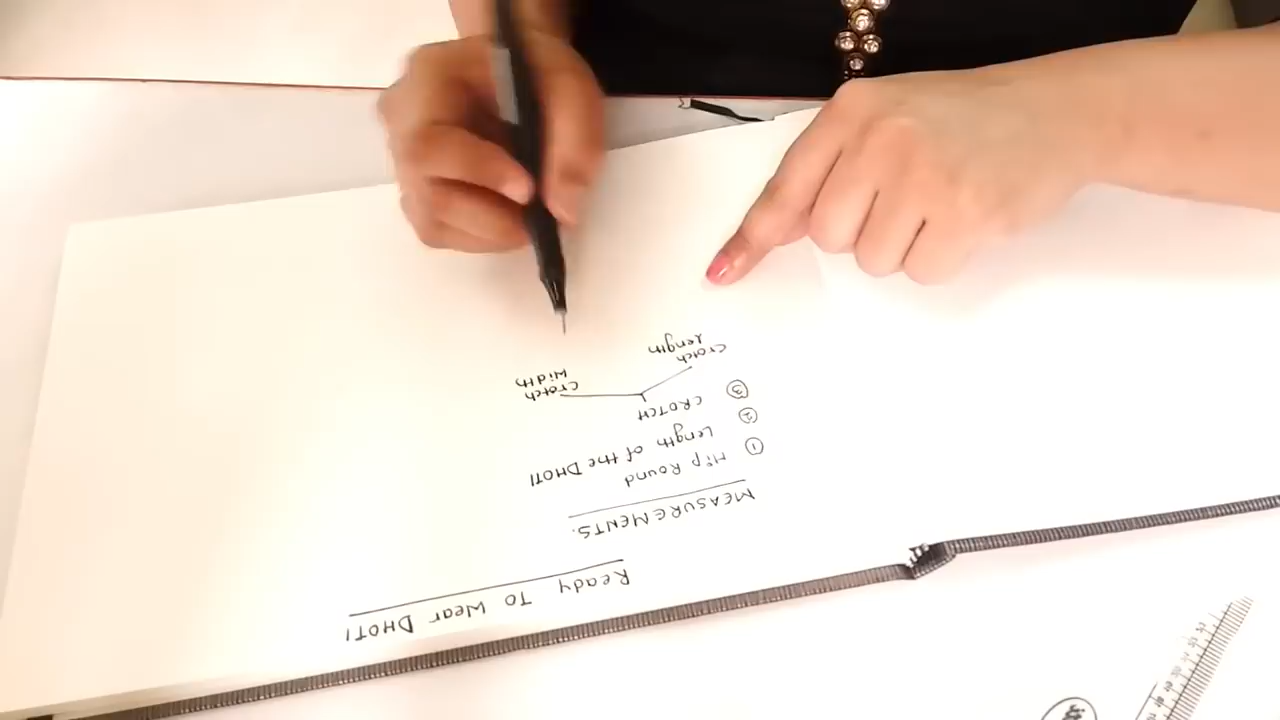 Ready To Wear DHOTI
MEASUREMENTS.
① Hip Round
② Length of the DHOTI
③ CROTCH
Crotch Length
Crotch Width